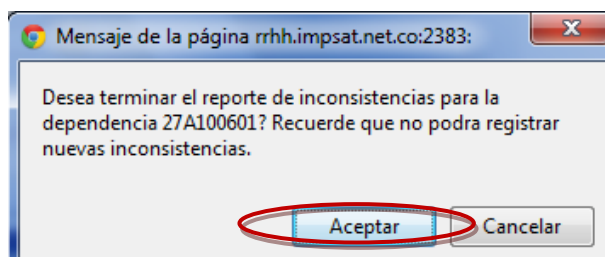 Mensaje de la página rrhh.impsat.net.co:2383:
Desea terminar el reporte de inconsistencias para la
dependencia 27A100601? Recuerde que no podra registrar
nuevas inconsistencias.
Aceptar
Cancelar